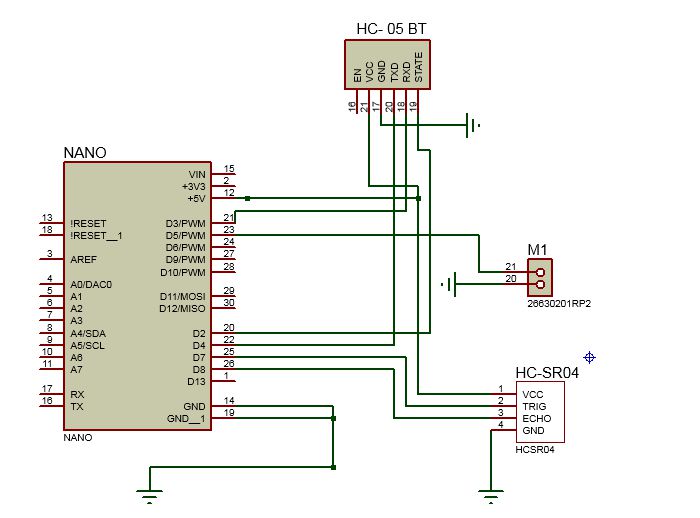 HC- 05 BT
EN
VCC
GND
TXD
RXD
STATE
16
21
17
20
18
19
NANO
VIN 15
+3V3 2
+5V 12
13 !RESET D3/PWM 21
18 !RESET__1 D5/PWM 23
D6/PWM 24
3 AREF D9/PWM 27
D10/PWM 28
4 A0/DAC0
5 A1 D11/MOSI 29
6 A2 D12/MISO 30
7 A3
8 A4/SDA D2 20
9 A5/SCL D4 22
10 A6 D7 25
11 A7 D8 26
D13 1
17 RX
16 TX GND 14
GND__1 19
NANO
M1
21
20
26630201RP2
HC-SR04
1 VCC
2 TRIG
3 ECHO
4 GND
HCSR04